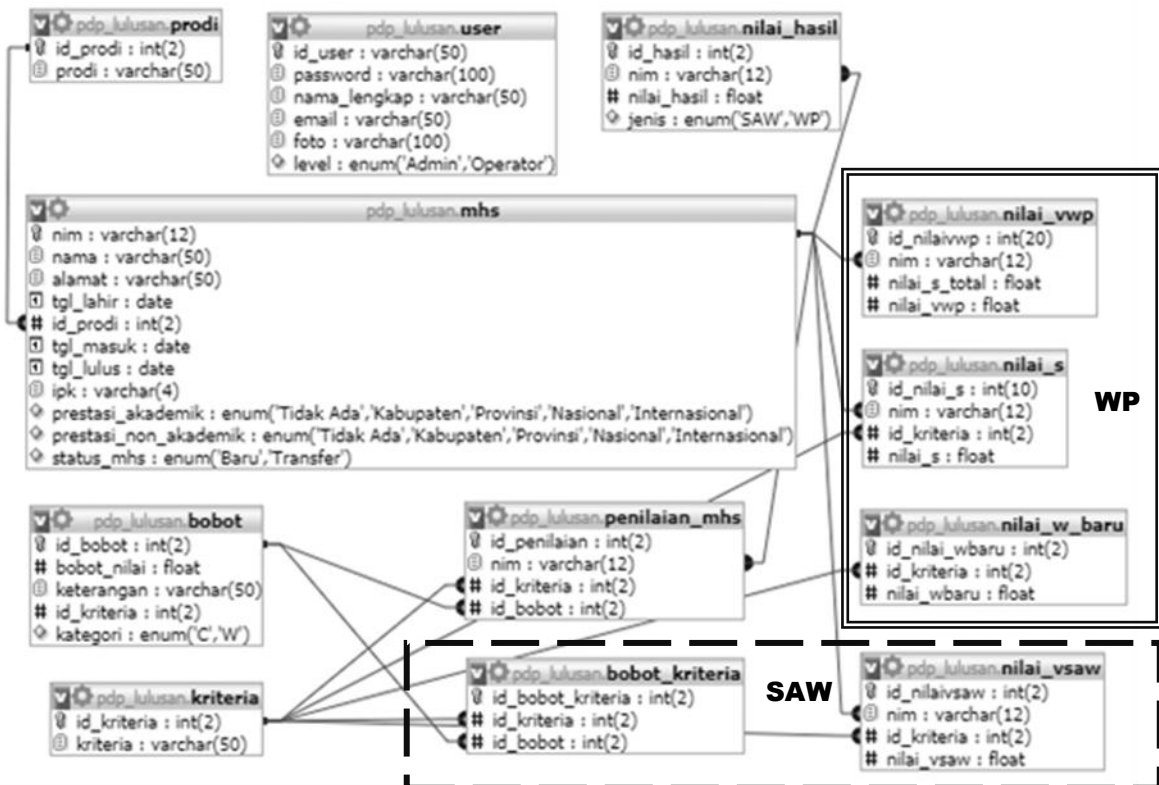 pdp_lulusan.prodi
id_prodi : int(2)
prodi : varchar(50)
pdp_lulusan.user
id_user : varchar(50)
password : varchar(100)
nama_lengkap : varchar(50)
email : varchar(50)
foto : varchar(100)
level : enum('Admin','Operator')
pdp_lulusan.nilai_hasil
id_hasil : int(2)
nim : varchar(12)
# nilai_hasil : float
jenis : enum('SAW','WP')
pdp_lulusan.mhs
nim : varchar(12)
nama : varchar(50)
alamat : varchar(50)
tgl_lahir : date
# id_prodi : int(2)
tgl_masuk : date
tgl_lulus : date
ipk : varchar(4)
prestasi_akademik : enum('Tidak Ada','Kabupaten','Provinsi','Nasional','Internasional')
prestasi_non_akademik : enum('Tidak Ada','Kabupaten','Provinsi','Nasional','Internasional')
status_mhs : enum('Baru','Transfer')
pdp_lulusan.nilai_vwp
id_nilaivwp : int(20)
nim : varchar(12)
# nilai_s_total : float
# nilai_vwp : float
pdp_lulusan.nilai_s
id_nilai_s : int(10)
nim : varchar(12)
# id_kriteria : int(2)
# nilai_s : float
WP
pdp_lulusan.nilai_w_baru
id_nilai_wbaru : int(2)
# id_kriteria : int(2)
# nilai_wbaru : float
pdp_lulusan.bobot
id_bobot : int(2)
# bobot_nilai : float
keterangan : varchar(50)
# id_kriteria : int(2)
kategori : enum('C','W')
pdp_lulusan.penilaian_mhs
id_penilaian : int(2)
nim : varchar(12)
# id_kriteria : int(2)
# id_bobot : int(2)
pdp_lulusan.kriteria
id_kriteria : int(2)
kriteria : varchar(50)
pdp_lulusan.bobot_kriteria
id_bobot_kriteria : int(2)
# id_kriteria : int(2)
# id_bobot : int(2)
SAW
pdp_lulusan.nilai_vsaw
id_nilaivsaw : int(2)
nim : varchar(12)
# id_kriteria : int(2)
# nilai_vsaw : float